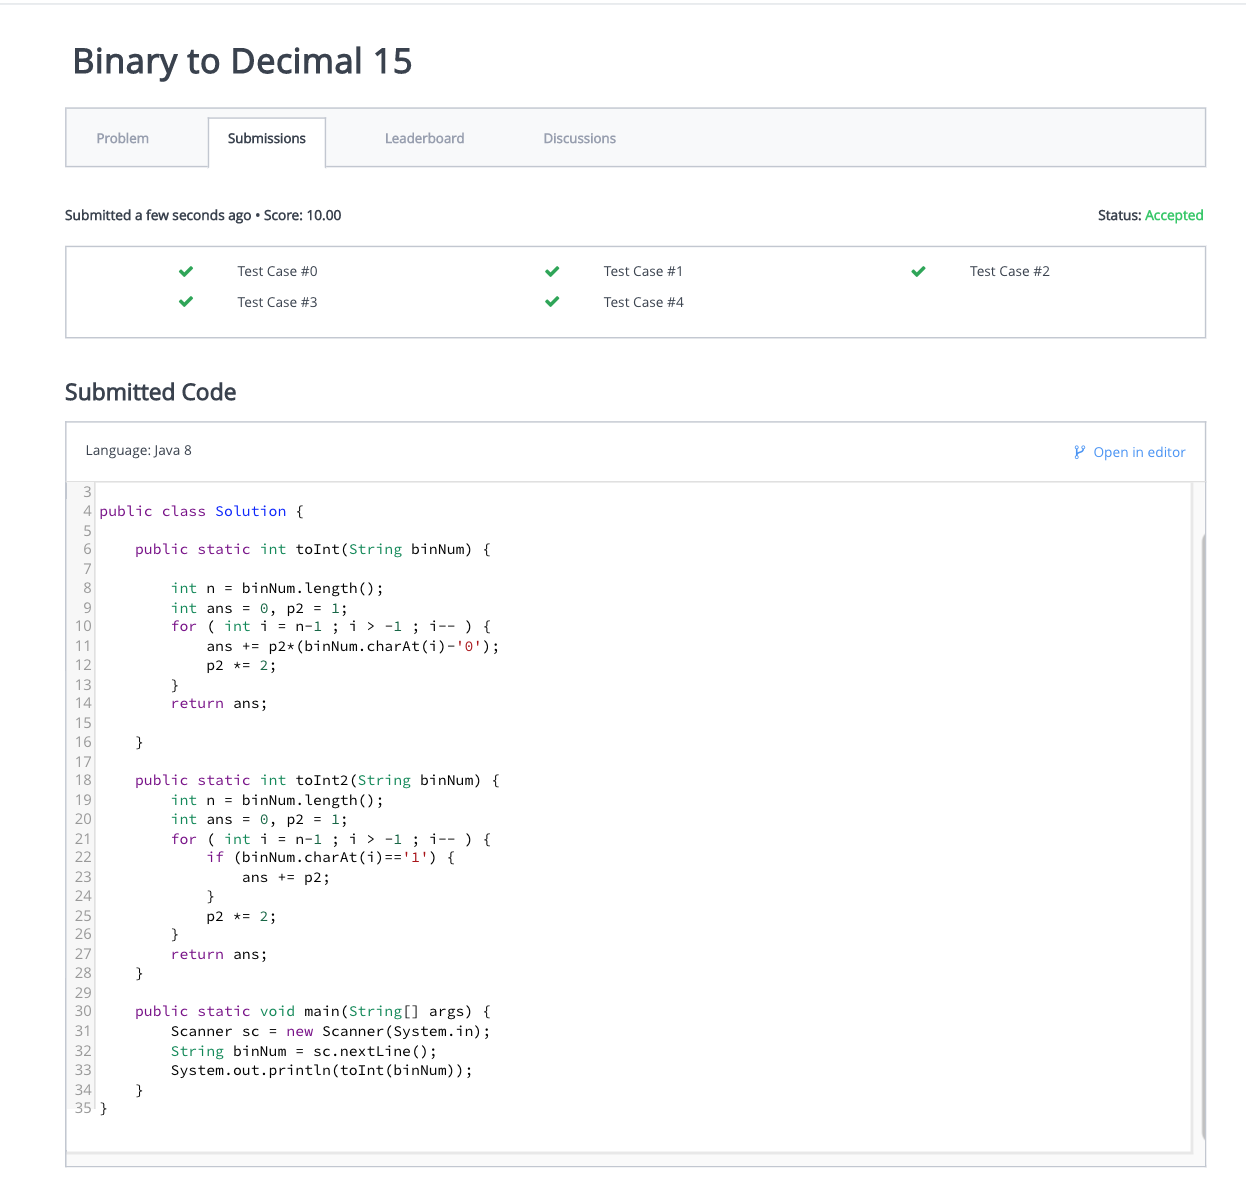 Binary to Decimal 15
Problem Submissions Leaderboard Discussions
Submitted a few seconds ago • Score: 10.00 Status: Accepted
Test Case #0 Test Case #1 Test Case #2
Test Case #3 Test Case #4
Submitted Code
Language: Java 8 Open in editor
3
4 public class Solution {
5
6     public static int toInt(String binNum) {
7
8         int n = binNum.length();
9         int ans = 0, p2 = 1;
10         for ( int i = n-1 ; i > -1 ; i-- ) {
11             ans += p2*(binNum.charAt(i)-'0');
12             p2 *= 2;
13         }
14         return ans;
15
16     }
17
18     public static int toInt2(String binNum) {
19         int n = binNum.length();
20         int ans = 0, p2 = 1;
21         for ( int i = n-1 ; i > -1 ; i-- ) {
22             if (binNum.charAt(i)=='1') {
23                 ans += p2;
24             }
25             p2 *= 2;
26         }
27         return ans;
28     }
29
30     public static void main(String[] args) {
31         Scanner sc = new Scanner(System.in);
32         String binNum = sc.nextLine();
33         System.out.println(toInt(binNum));
34     }
35 }